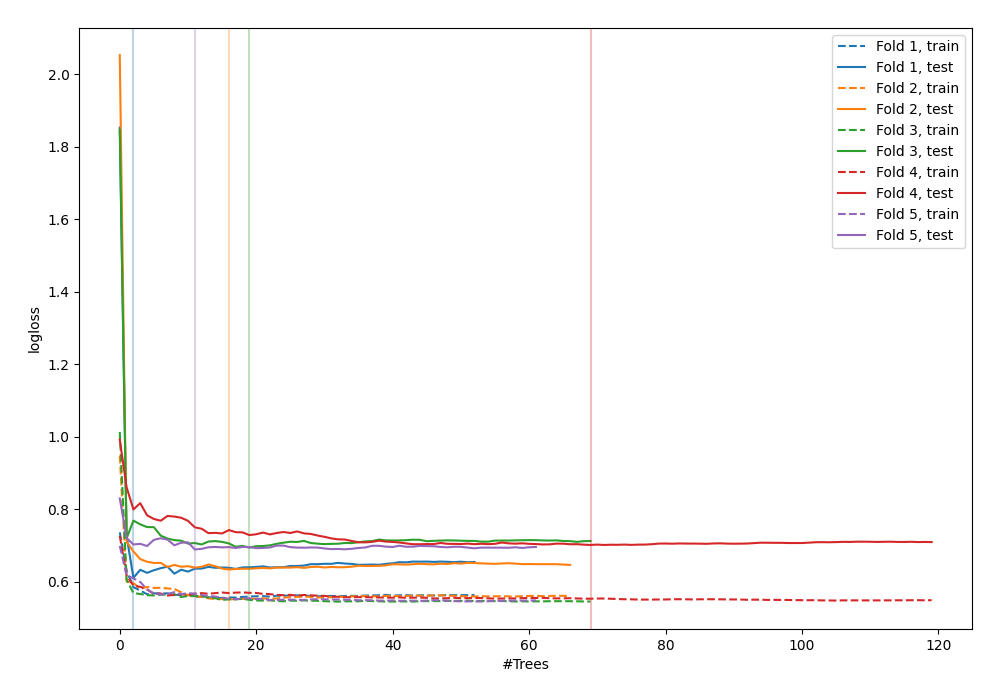 2.0
1.8
1.6
1.4
1.2
1.0
0.8
0.6
logloss
0
20
40
60
80
100
120
#Trees
Fold 1, train
Fold 1, test
Fold 2, train
Fold 2, test
Fold 3, train
Fold 3, test
Fold 4, train
Fold 4, test
Fold 5, train
Fold 5, test